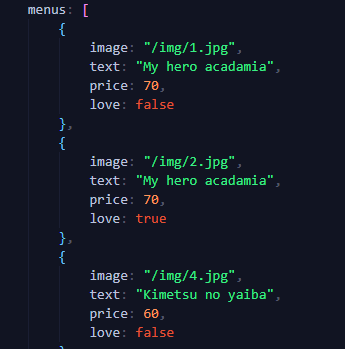 menus: [
{
image: "/img/1.jpg",
text: "My hero acadamia",
price: 70,
love: false
},
{
image: "/img/2.jpg",
text: "My hero acadamia",
price: 70,
love: true
},
{
image: "/img/4.jpg",
text: "Kimetsu no yaiba",
price: 60,
love: false